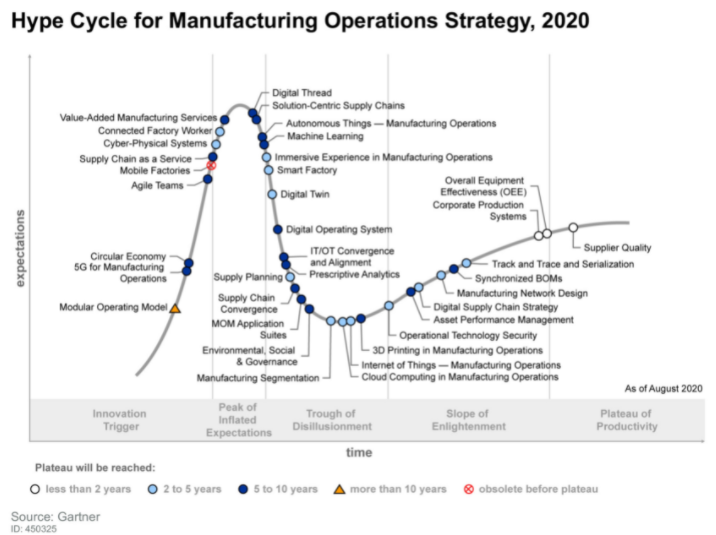 Hype Cycle for Manufacturing Operations Strategy, 2020
expectations
Digital Thread
Solution-Centric Supply Chains
Value-Added Manufacturing Services
Autonomous Things — Manufacturing Operations
Connected Factory Worker
Machine Learning
Cyber-Physical Systems
Supply Chain as a Service
Immersive Experience in Manufacturing Operations
Mobile Factories
Smart Factory
Agile Teams
Digital Twin
Overall Equipment
Effectiveness (OEE)
Corporate Production
Systems
Digital Operating System
Supplier Quality
Circular Economy
5G for Manufacturing
Operations
IT/OT Convergence
and Alignment
Prescriptive Analytics
Track and Trace and Serialization
Supply Planning
Synchronized BOMs
Supply Chain
Convergence
Manufacturing Network Design
Modular Operating Model
Digital Supply Chain Strategy
MOM Application
Suites
Asset Performance Management
Operational Technology Security
Environmental, Social
& Governance
3D Printing in Manufacturing Operations
Internet of Things — Manufacturing Operations
Manufacturing Segmentation
Cloud Computing in Manufacturing Operations
As of August 2020
Innovation
Trigger
Peak of
Inflated
Expectations
Trough of
Disillusionment
Slope of
Enlightenment
Plateau of
Productivity
time
Plateau will be reached:
less than 2 years
2 to 5 years
5 to 10 years
more than 10 years
obsolete before plateau
Source: Gartner
ID: 450325